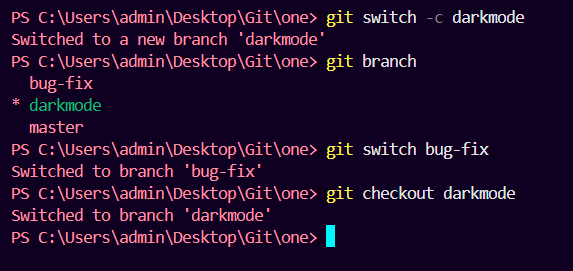 PS C:\Users\admin\Desktop\Git\one> git switch -c darkmode
Switched to a new branch 'darkmode'
PS C:\Users\admin\Desktop\Git\one> git branch
  bug-fix
* darkmode
  master
PS C:\Users\admin\Desktop\Git\one> git switch bug-fix
Switched to branch 'bug-fix'
PS C:\Users\admin\Desktop\Git\one> git checkout darkmode
Switched to branch 'darkmode'
PS C:\Users\admin\Desktop\Git\one>